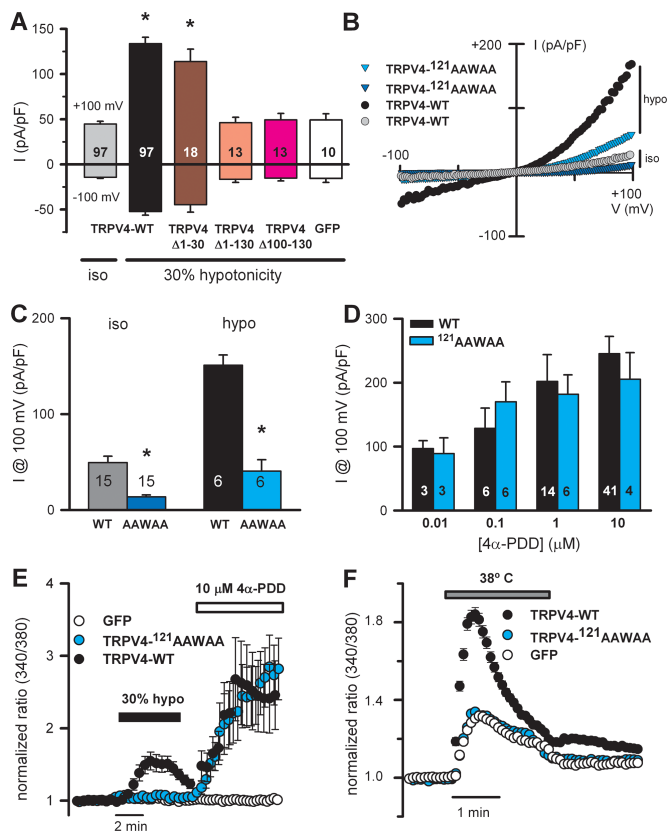 A
I (pA/pF)
150
100
50
0
50
* *
+100 mV
-100 mV
97 97 18 13 13 10
TRPV4-WT TRPV4 Δ1-30 TRPV4 Δ1-130 TRPV4 Δ100-130 GFP
iso 30% hypotonicity
B
+200
I (pA/pF)
TRPV4-121AAWAA
TRPV4-121AAWAA
TRPV4-WT
TRPV4-WT
hypo
iso
-100
+100
V (mV)
-100
C
I @ 100 mV (pA/pF)
200
100
0
iso hypo
* *
15 15 6 6
WT AAWAA WT AAWAA
D
I @ 100 mV (pA/pF)
300
200
100
0
WT
121AAWAA
3 3 6 6 14 6 41 4
0.01 0.1 1 10
[4α-PDD] (μM)
E
normalized ratio (340/380)
4
3
2
1
10 μM 4α-PDD
GFP
TRPV4-121AAWAA
TRPV4-WT
30% hypo
2 min
F
normalized ratio (340/380)
1.8
1.4
1.0
38º C
TRPV4-WT
TRPV4-121AAWAA
GFP
1 min